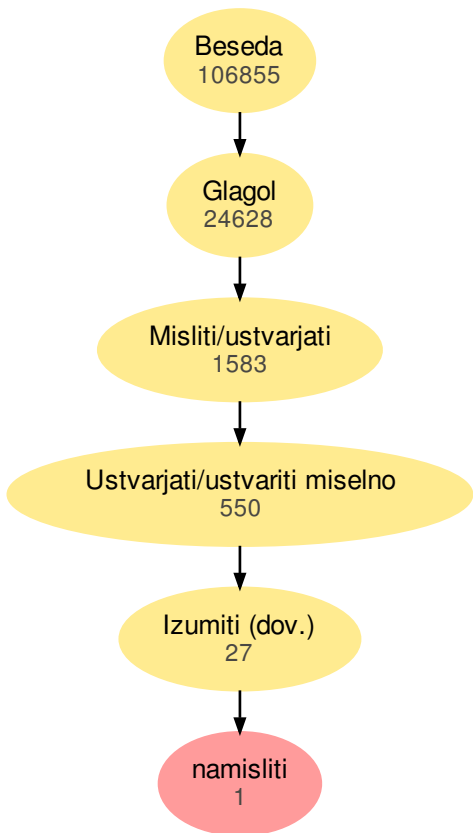 Beseda
106855
Glagol
24628
Misliti/ustvarjati
1583
Ustvarjati/ustvariti miselno
550
Izumiti (dov.)
27
namisliti
1